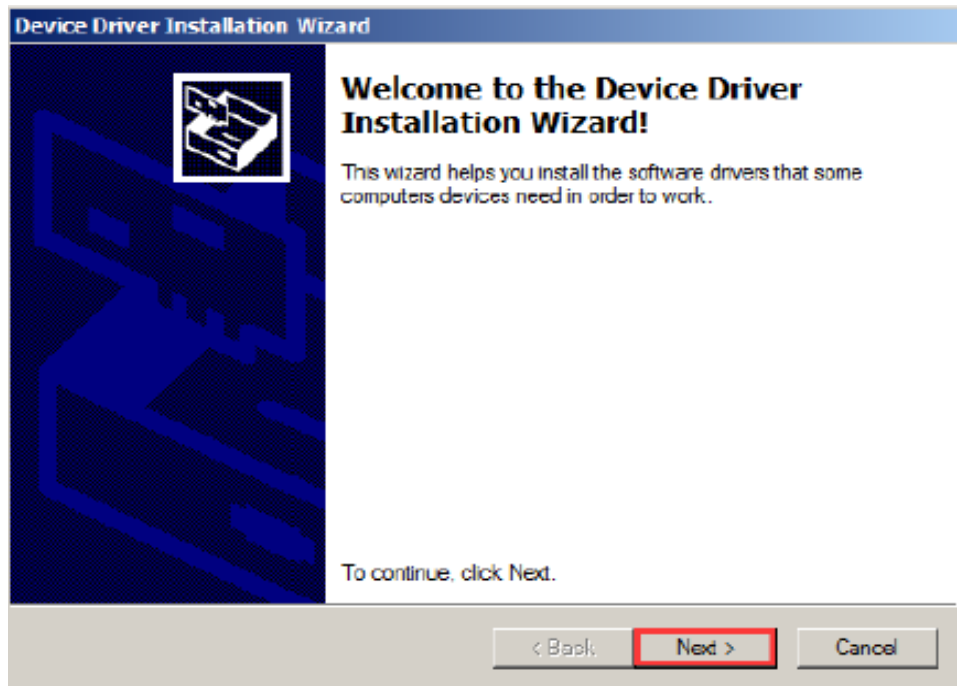 Device Driver Installation Wizard
Welcome to the Device Driver
Installation Wizard!
This wizard helps you install the software drivers that some
computers devices need in order to work.
To continue, click Next.
< Back
Next >
Cancel